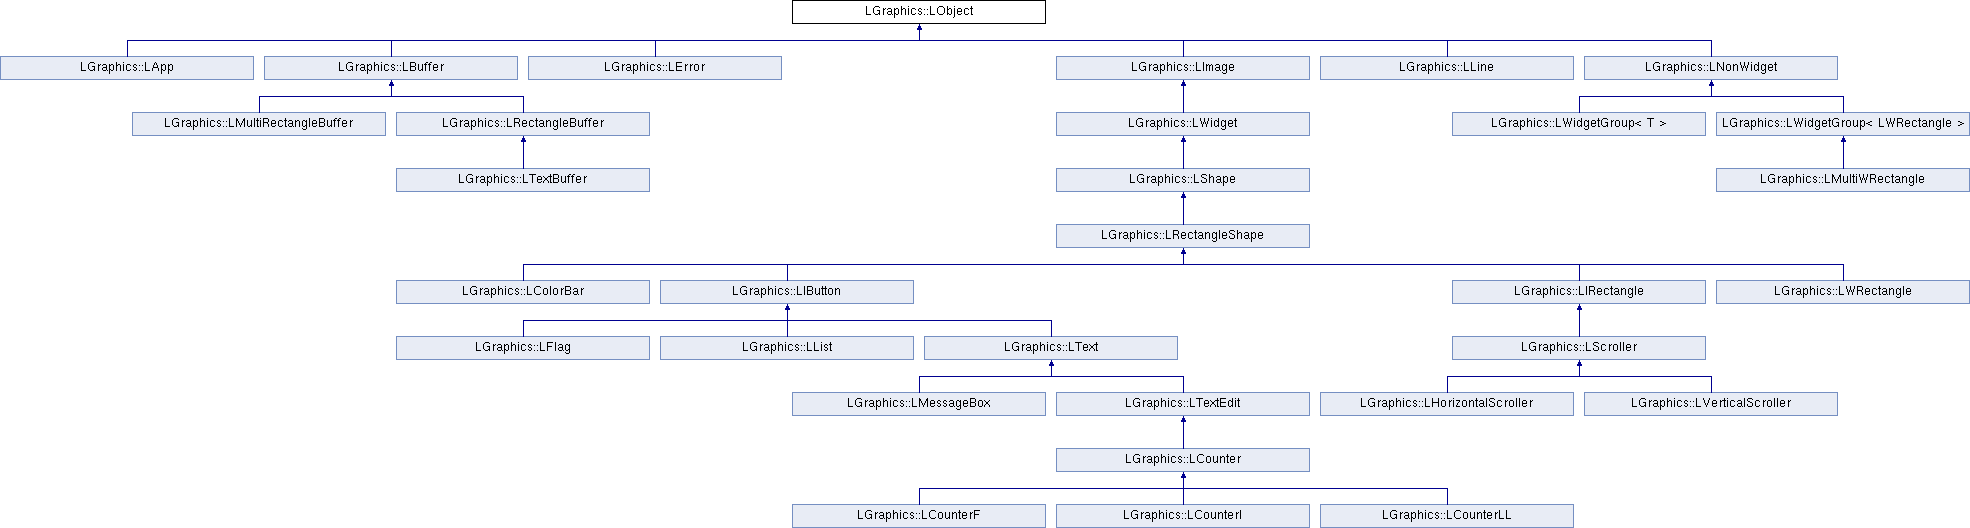 LGraphics::LObject
LGraphics::LApp
LGraphics::LBuffer
LGraphics::LError
LGraphics::LImage
LGraphics::LLine
LGraphics::LNonWidget
LGraphics::LMultiRectangleBuffer
LGraphics::LRectangleBuffer
LGraphics::LWidget
LGraphics::LWidgetGroup< T >
LGraphics::LWidgetGroup< LWRectangle >
LGraphics::LTextBuffer
LGraphics::LShape
LGraphics::LMultiWRectangle
LGraphics::LRectangleShape
LGraphics::LColorBar
LGraphics::LIButton
LGraphics::LIRectangle
LGraphics::LWRectangle
LGraphics::LFlag
LGraphics::LList
LGraphics::LText
LGraphics::LScroller
LGraphics::LMessageBox
LGraphics::LTextEdit
LGraphics::LHorizontalScroller
LGraphics::LVerticalScroller
LGraphics::LCounter
LGraphics::LCounterF
LGraphics::LCounterI
LGraphics::LCounterLL